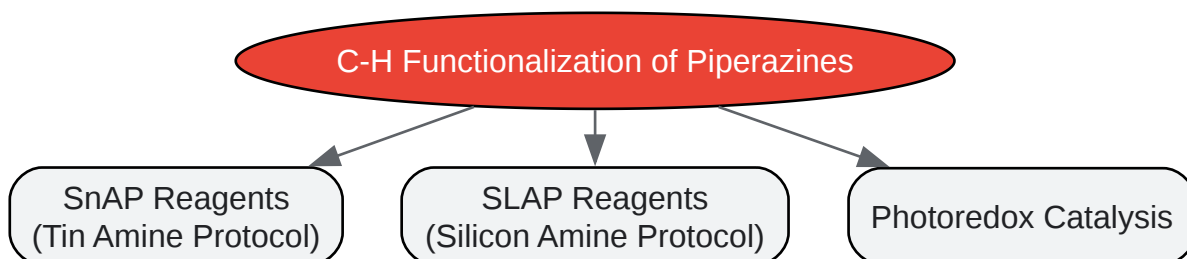 C-H Functionalization of Piperazines
SnAP Reagents
(Tin Amine Protocol)
SLAP Reagents
(Silicon Amine Protocol)
Photoredox Catalysis